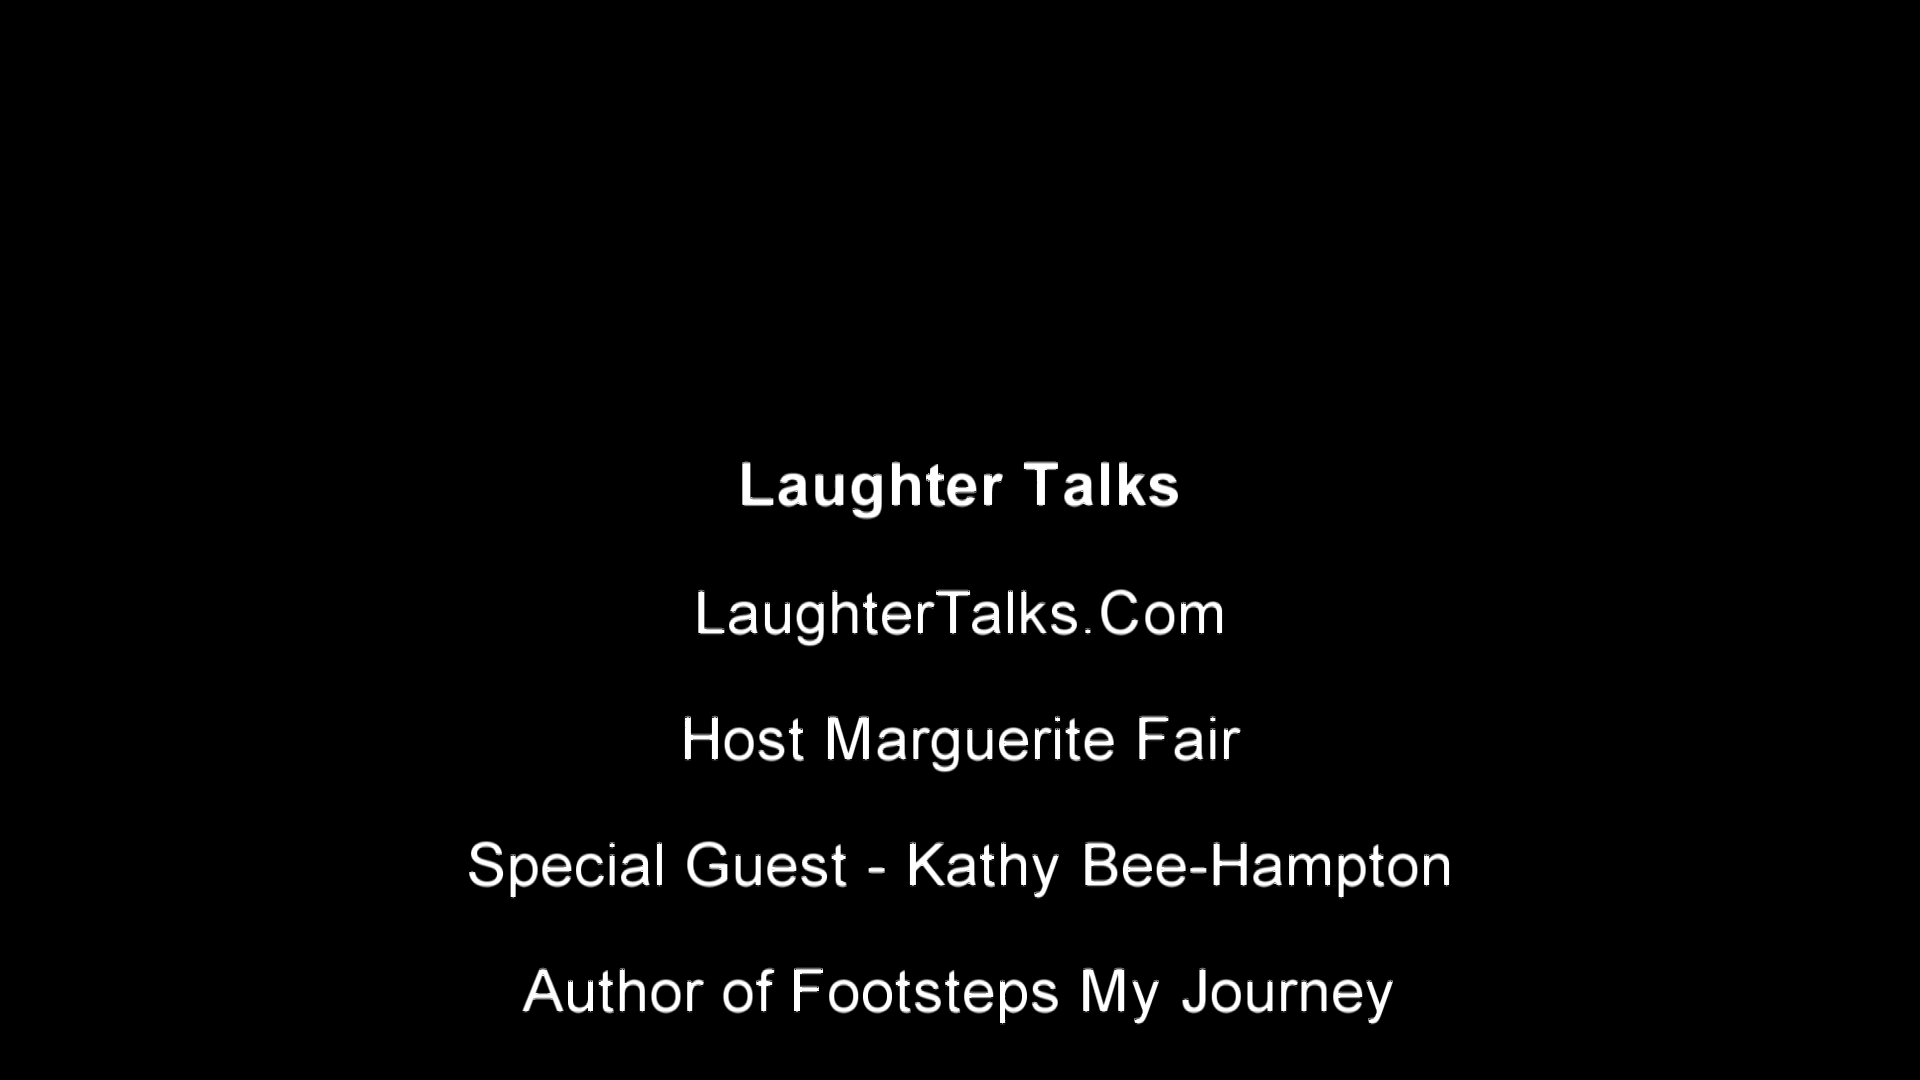 Laughter Talks
LaughterTalks.Com
Host Marguerite Fair
Special Guest - Kathy Bee-Hampton
Author of Footsteps My Journey